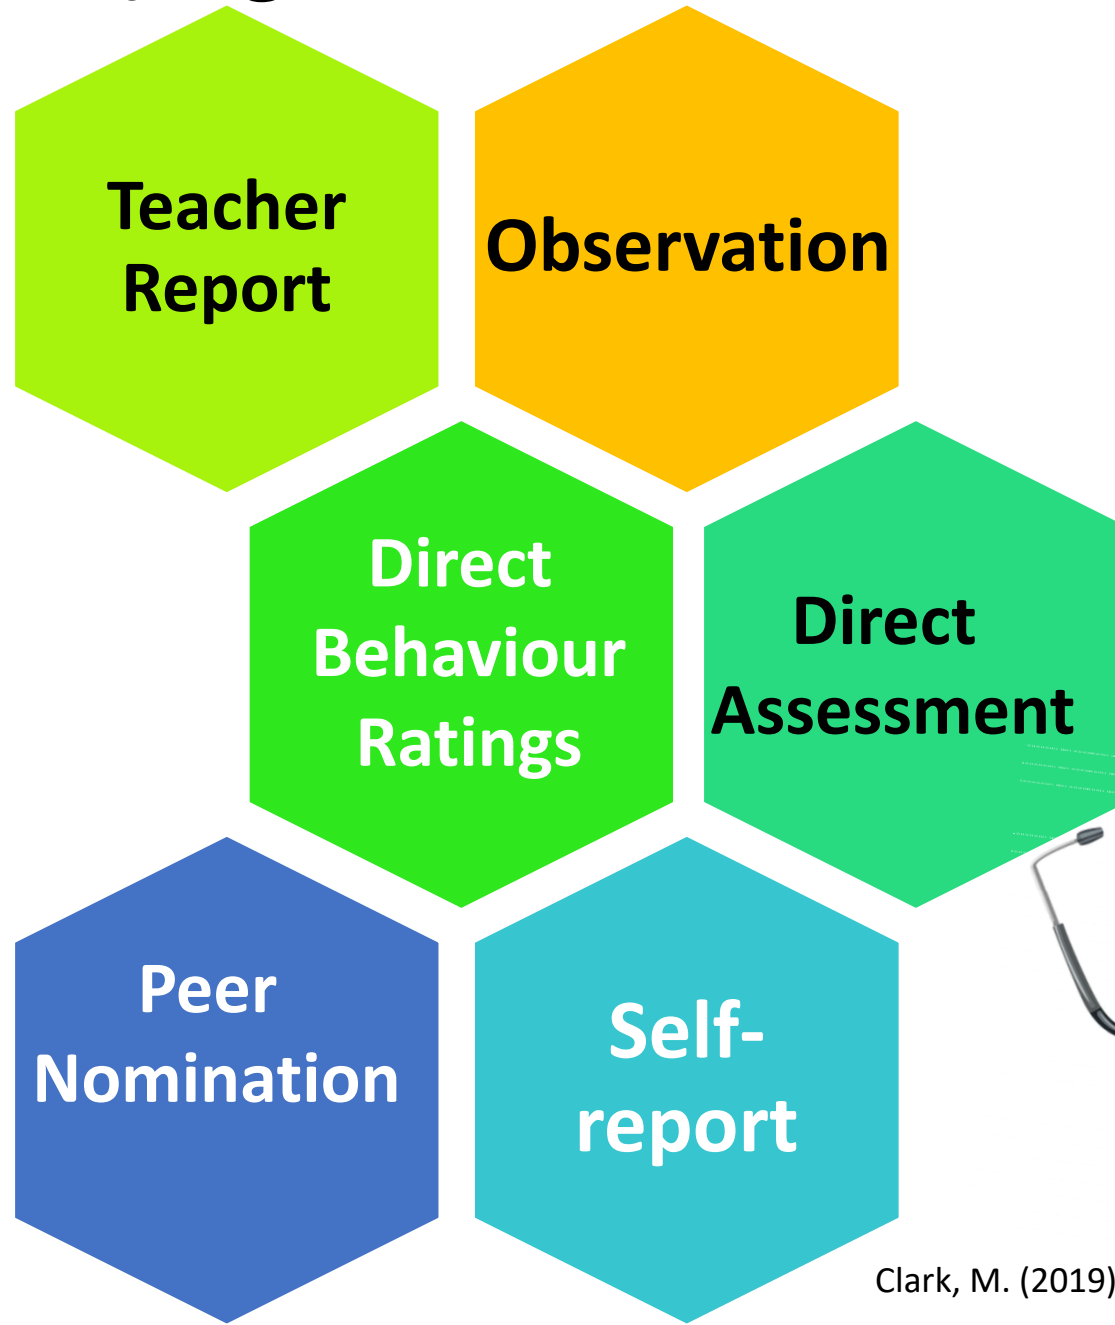 Teacher
Report
Observation
Direct
Behaviour
Ratings
Direct
Assessment
Peer
Nomination
Self-
report
Clark, M. (2019)